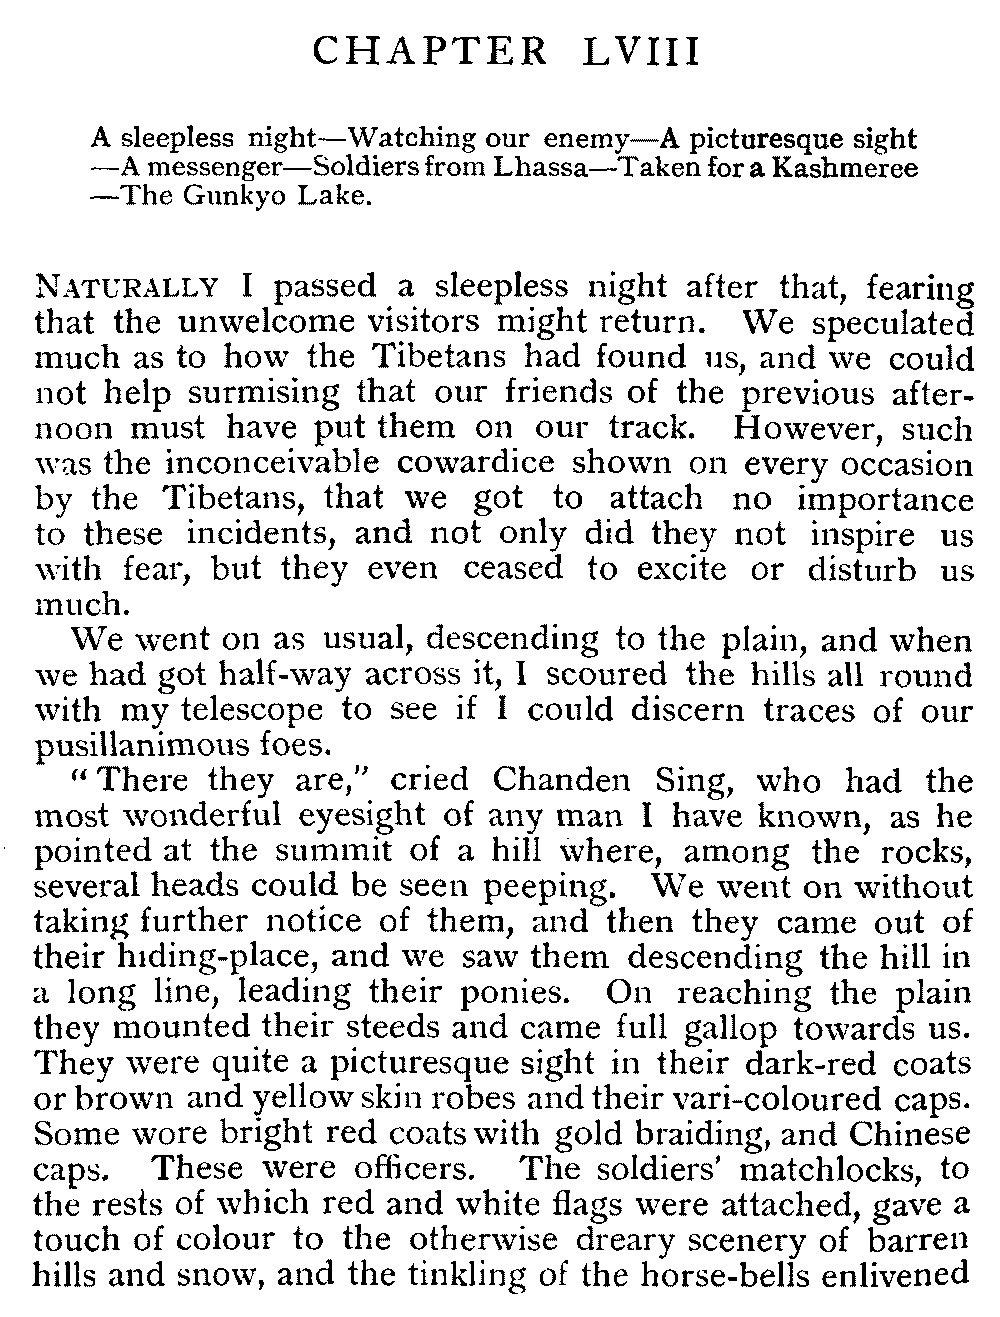 CHAPTER LVIII
A sleepless night—Watching our enemy—A picturesque sight
—A messenger—Soldiers from Lhassa—Taken for a Kashmeree
—The Gunkyo Lake.
NATURALLY I passed a sleepless night after that, fearing
that the unwelcome visitors might return. We speculated
much as to how the Tibetans had found us, and we could
not help surmising that our friends of the previous after-
noon must have put them on our track. However, such
was the inconceivable cowardice shown on every occasion
by the Tibetans, that we got to attach no importance
to these incidents, and not only did they not inspire us
with fear, but they even ceased to excite or disturb us
much.
We went on as usual, descending to the plain, and when
we had got half-way across it, I scoured the hills all round
with my telescope to see if I could discern traces of our
pusillanimous foes.
“There they are,” cried Chanden Sing, who had the
most wonderful eyesight of any man I have known, as he
pointed at the summit of a hill where, among the rocks,
several heads could be seen peeping. We went on without
taking further notice of them, and then they came out of
their hiding-place, and we saw them descending the hill in
a long line, leading their ponies. On reaching the plain
they mounted their steeds and came full gallop towards us.
They were quite a picturesque sight in their dark-red coats
or brown and yellow skin robes and their vari-coloured caps.
Some wore bright red coats with gold braiding, and Chinese
caps. These were officers. The soldiers’ matchlocks, to
the rests of which red and white flags were attached, gave a
touch of colour to the otherwise dreary scenery of barren
hills and snow, and the tinkling of the horse-bells enlivened